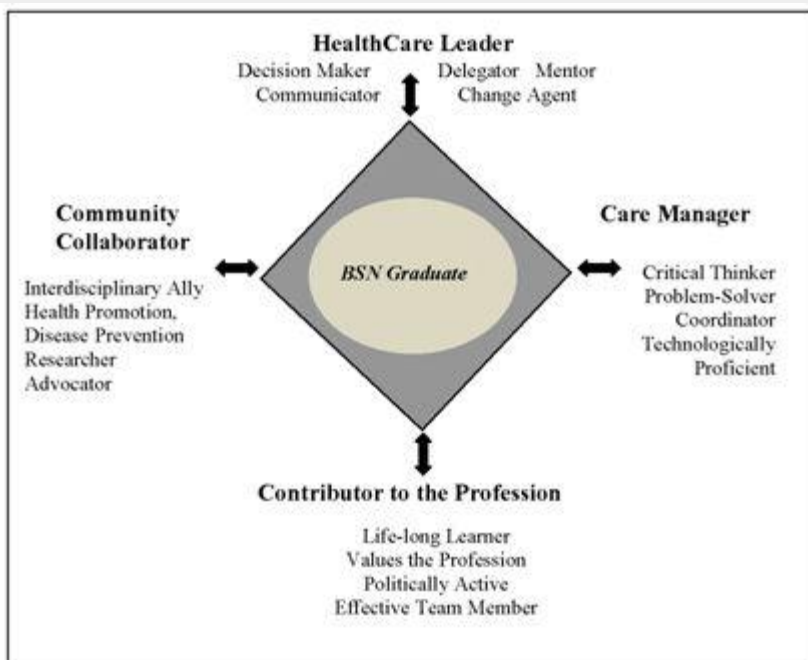 HealthCare Leader
Decision Maker Delegator Mentor
Communicator Change Agent
Community
Collaborator
Interdisciplinary Ally
Health Promotion,
Disease Prevention
Researcher
Advocator
BSN Graduate
Care Manager
Critical Thinker
Problem-Solver
Coordinator
Technologically
Proficient
Contributor to the Profession
Life-long Learner
Values the Profession
Politically Active
Effective Team Member